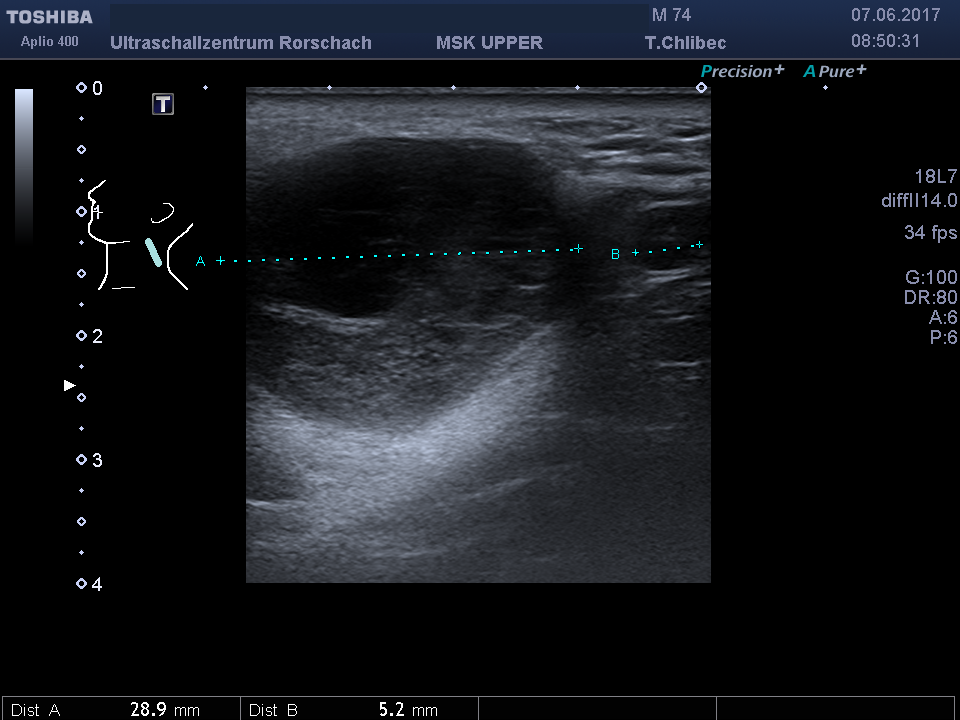 TOSHIBA
Aplio 400
Ultraschallzentrum Rorschach
MSK UPPER
M 74
T.Chlibec
07.06.2017
08:50:31
Precision+ A Pure+
T
0
1
2
3
4
18L7
diffII14.0
34 fps
G:100
DR:80
A:6
P:6
A
B
Dist A 28.9 mm
Dist B 5.2 mm